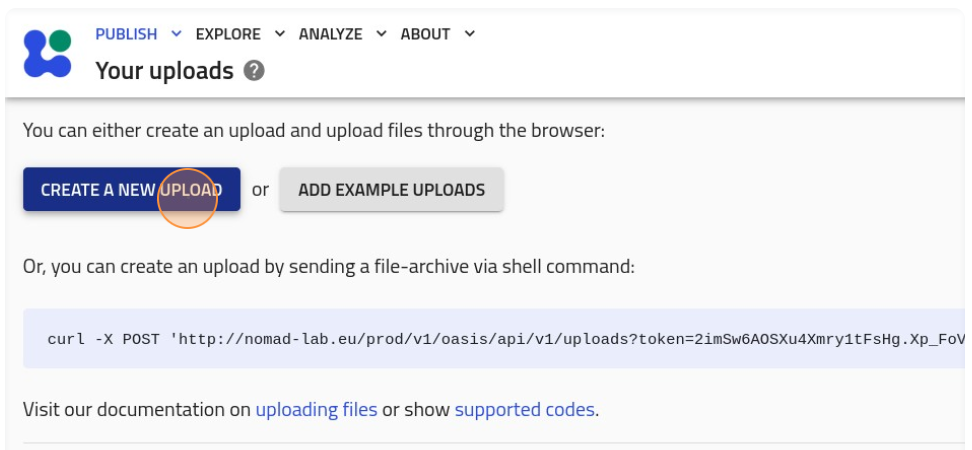 PUBLISH EXPLORE ANALYZE ABOUT
Your uploads ?
You can either create an upload and upload files through the browser:
CREATE A NEW UPLOAD or ADD EXAMPLE UPLOADS
Or, you can create an upload by sending a file-archive via shell command:
curl -X POST 'http://nomad-lab.eu/prod/v1/oasis/api/v1/uploads?token=2imSw6AOSXu4Xmry1tFsHg.Xp_FoV
Visit our documentation on uploading files or show supported codes.